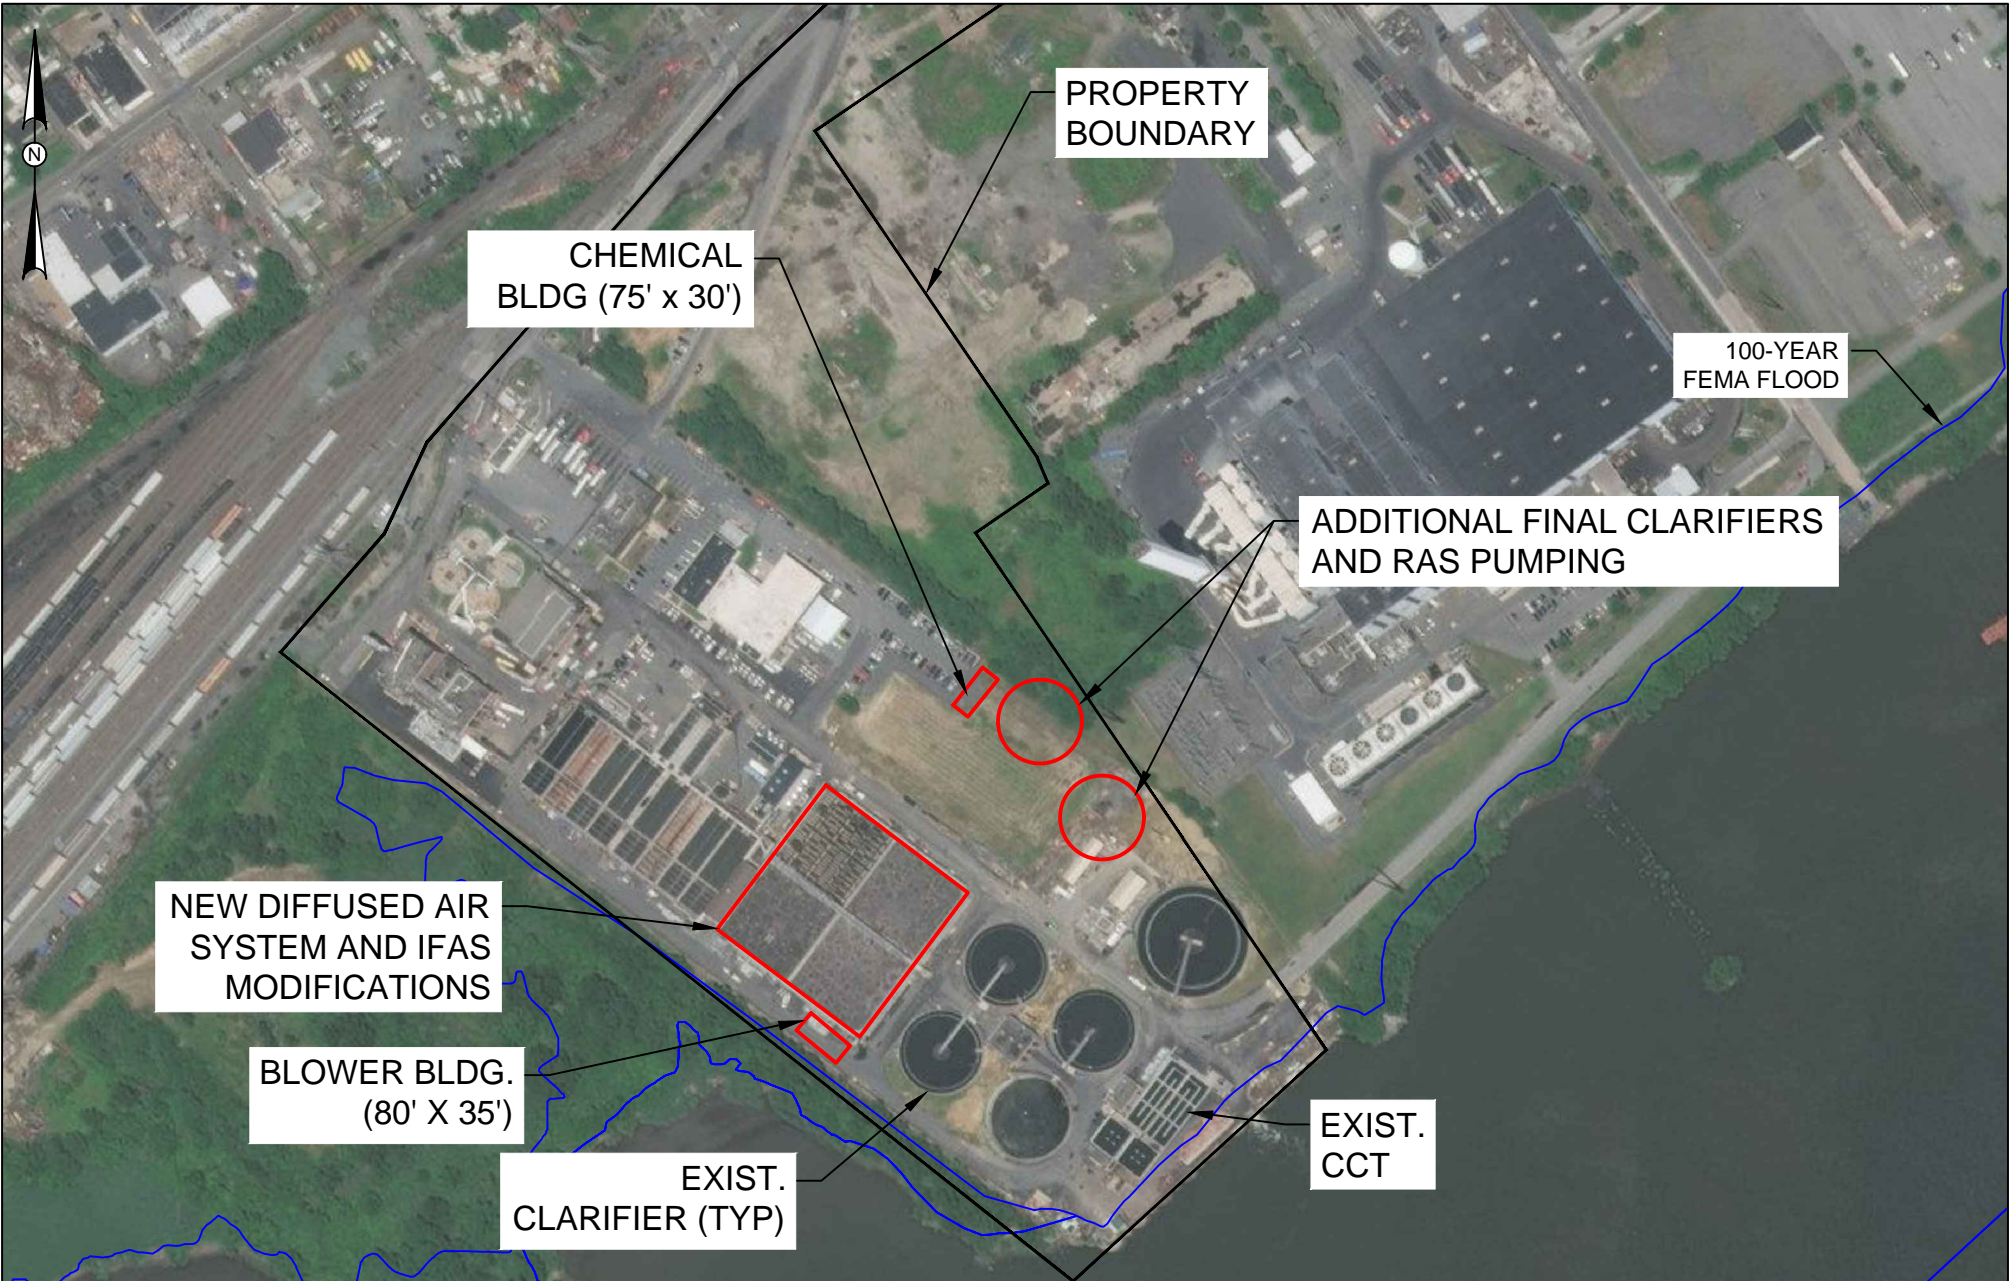 N
PROPERTY
BOUNDARY
CHEMICAL
BLDG (75' x 30')
100-YEAR
FEMA FLOOD
ADDITIONAL FINAL CLARIFIERS
AND RAS PUMPING
NEW DIFFUSED AIR
SYSTEM AND IFAS
MODIFICATIONS
BLOWER BLDG.
(80' X 35')
EXIST.
CLARIFIER (TYP)
EXIST.
CCT